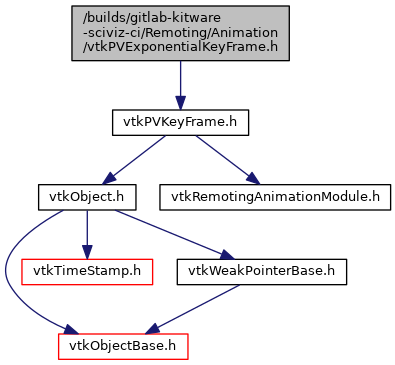 /builds/gitlab-kitware
-sciviz-ci/Remoting/Animation
/vtkPVExponentialKeyFrame.h
vtkPVKeyFrame.h
vtkObject.h
vtkRemotingAnimationModule.h
vtkTimeStamp.h
vtkWeakPointerBase.h
vtkObjectBase.h